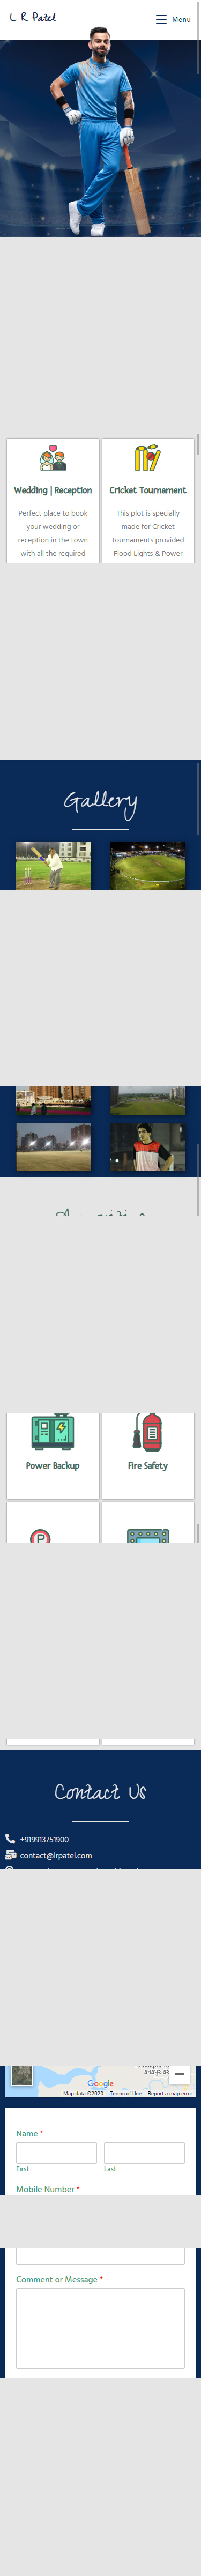 L R Patel
Menu
Wedding | Reception
Perfect place to book
your wedding or
reception in the town
with all the required
Cricket Tournament
This plot is specially
made for Cricket
tournaments provided
Flood Lights & Power
Gallery
Power Backup
Fire Safety
P
Contact Us
+919913751900
contact@lrpatel.com
Google
Map data ©2020
Terms of Use
Report a map error
Name *
First
Last
Mobile Number *
Comment or Message *